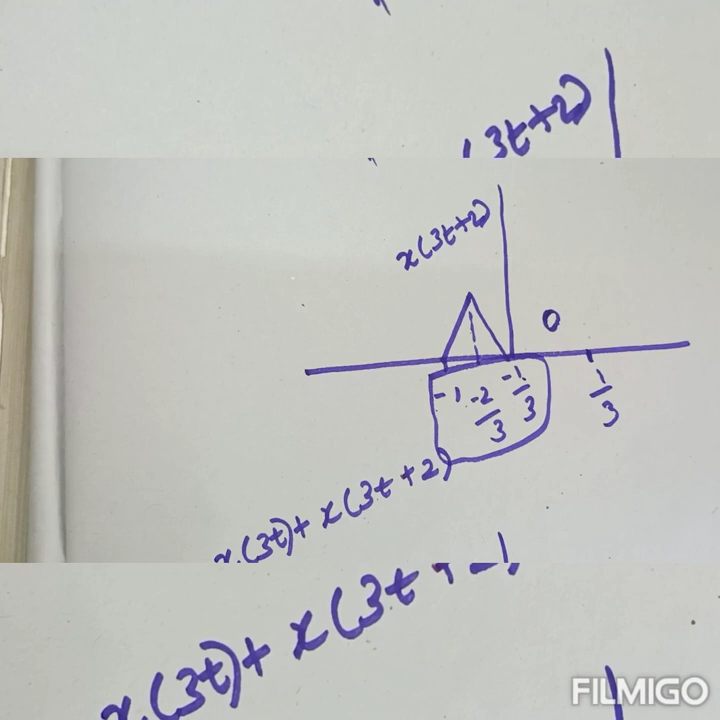 (3t+2)
x(3t+2)
0
-1 -2/3 -1/3 1/3
x(3t)+ x(3t+2)
x(3t)+ x(3t
FILMIGO